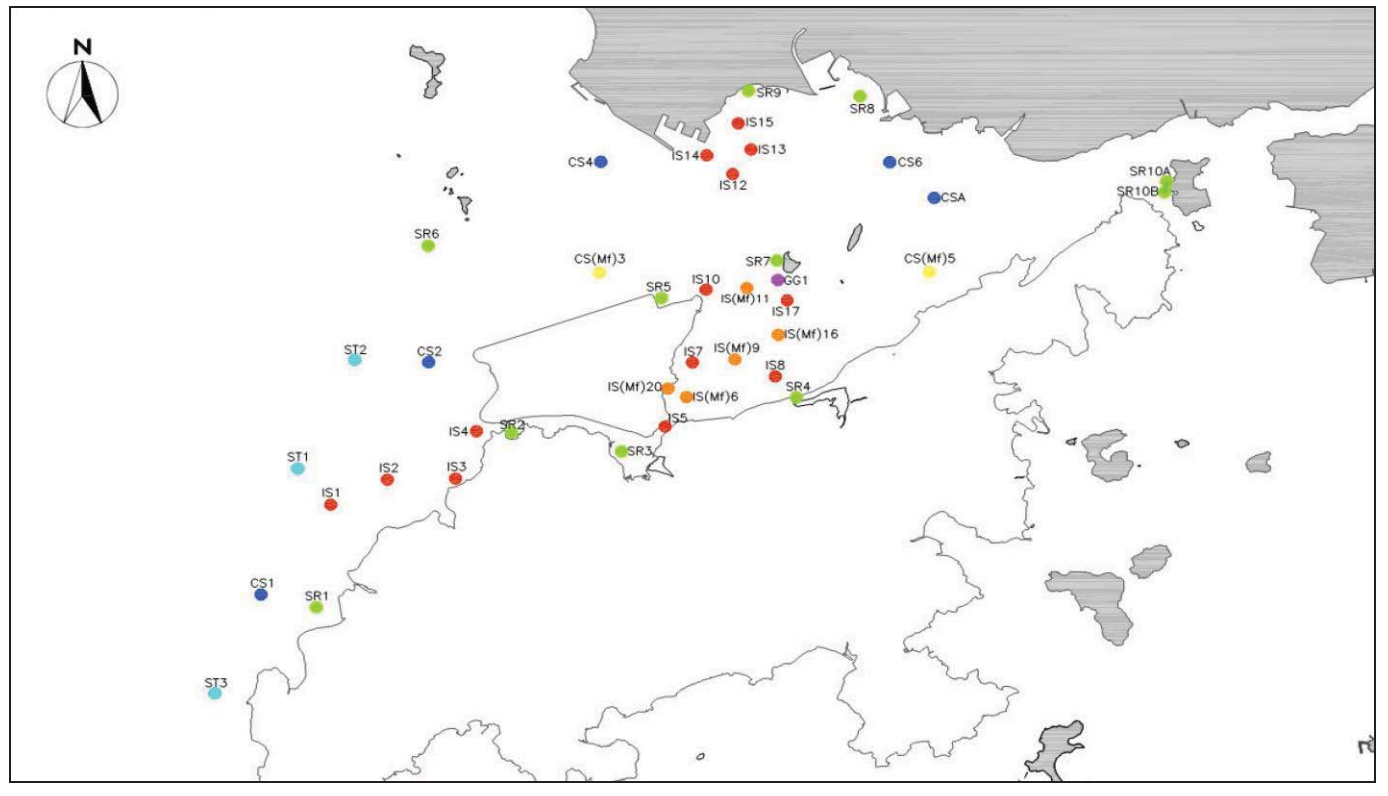 N
SR9
SR8
IS15
IS14
IS13
CS4
CS6
IS12
SR10A
SR10B
CSA
SR6
CS(Mf)3
SR7
CS(Mf)5
GG1
IS10
SR5
IS(Mf)11
IS17
IS(Mf)16
ST2
CS2
IS(Mf)9
IS7
IS8
IS(Mf)20
SR4
IS(Mf)6
IS5
SR2
IS4
SR3
ST1
IS2
IS3
IS1
CS1
SR1
ST3